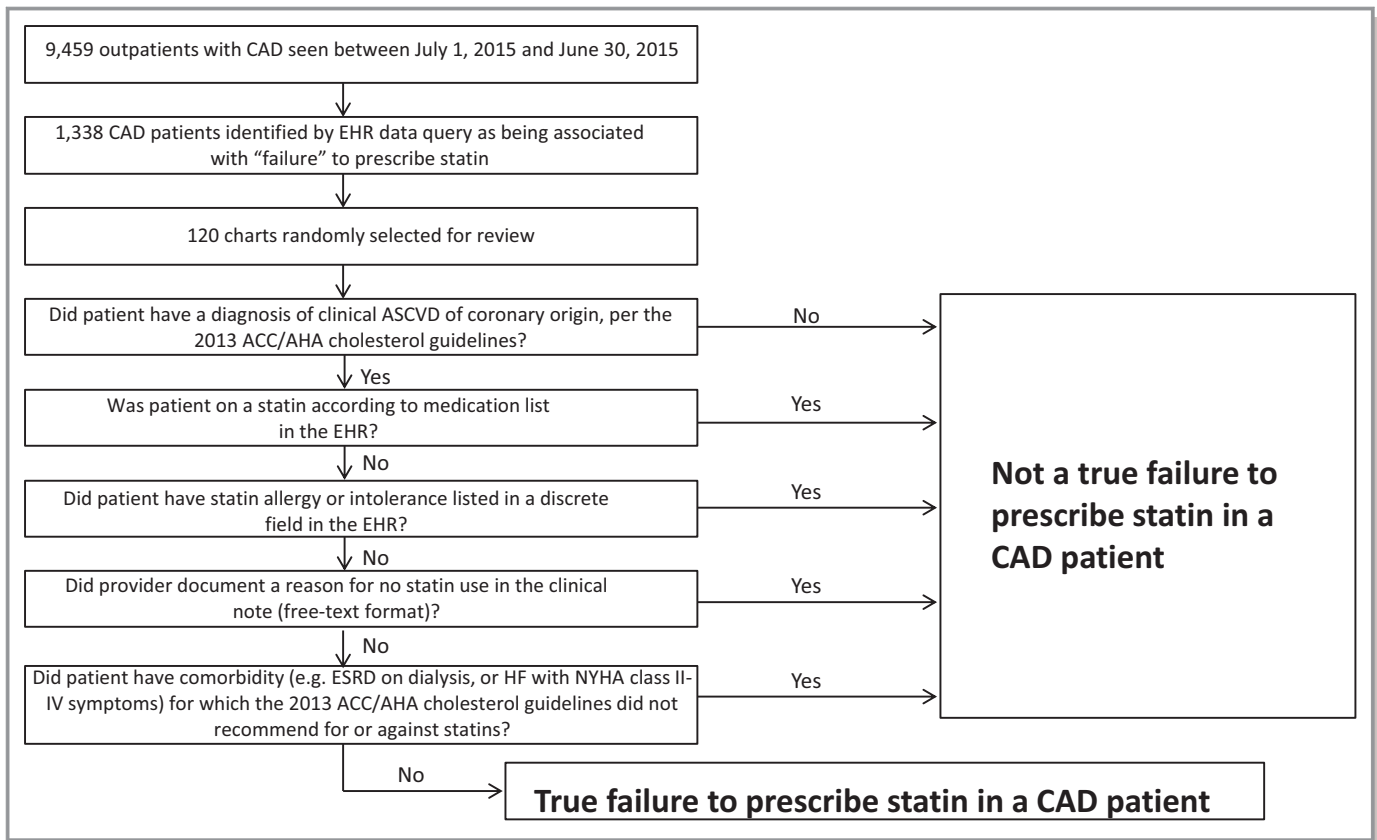 9,459 outpatients with CAD seen between July 1, 2015 and June 30, 2015
1,338 CAD patients identified by EHR data query as being associated
with “failure” to prescribe statin
120 charts randomly selected for review
Did patient have a diagnosis of clinical ASCVD of coronary origin, per the
2013 ACC/AHA cholesterol guidelines?
No
Yes
Was patient on a statin according to medication list
in the EHR?
Yes
No
Did patient have statin allergy or intolerance listed in a discrete
field in the EHR?
Yes
No
Did provider document a reason for no statin use in the clinical
note (free-text format)?
Yes
No
Did patient have comorbidity (e.g. ESRD on dialysis, or HF with NYHA class II-
IV symptoms) for which the 2013 ACC/AHA cholesterol guidelines did not
recommend for or against statins?
Yes
Not a true failure to
prescribe statin in a
CAD patient
No
True failure to prescribe statin in a CAD patient